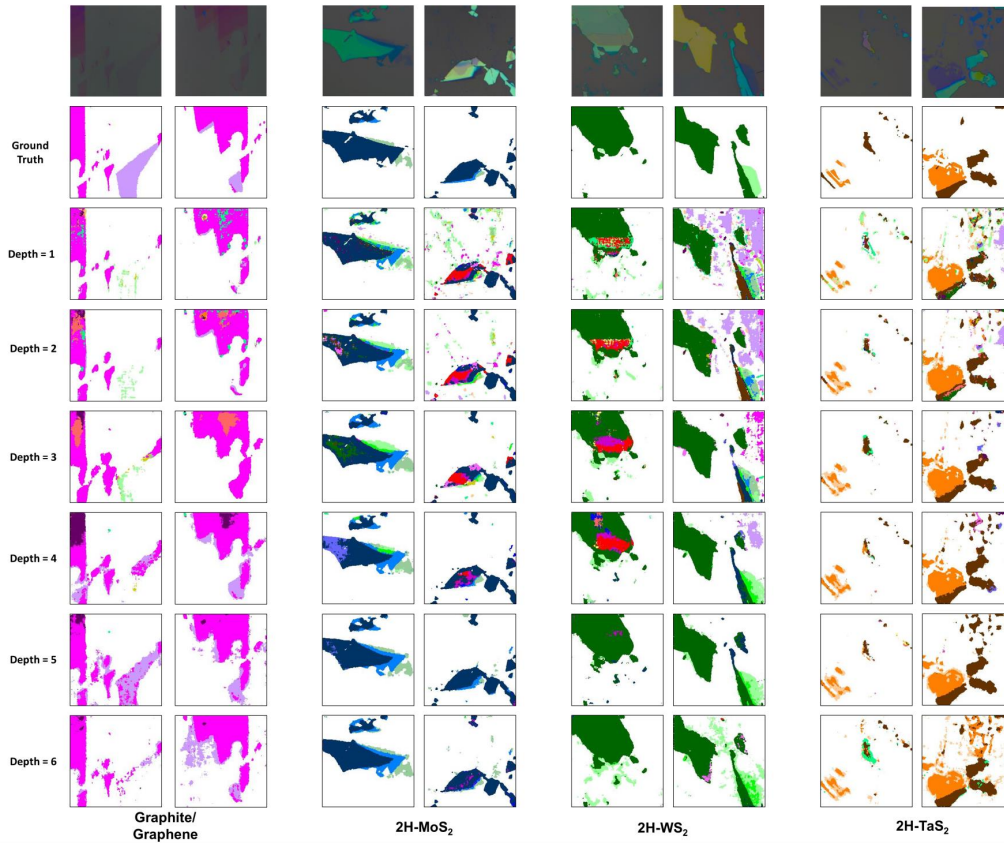 Ground
Truth
Depth = 1
Depth = 2
Depth = 3
Depth = 4
Depth = 5
Depth = 6
Graphite/
Graphene
2H-MoS₂
2H-WS₂
2H-TaS₂